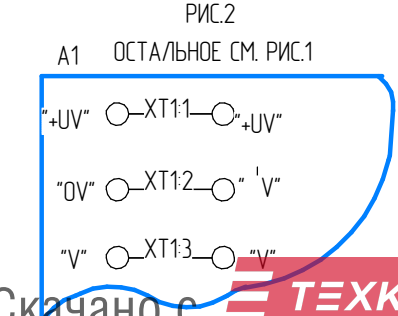 РИС.2
А1 ОСТАЛЬНОЕ СМ. РИС.1
"+UV" XT1:1 "+UV"
"0V" XT1:2 " 'V"
"V" XT1:3 "V"
Скачано с ТЕХК